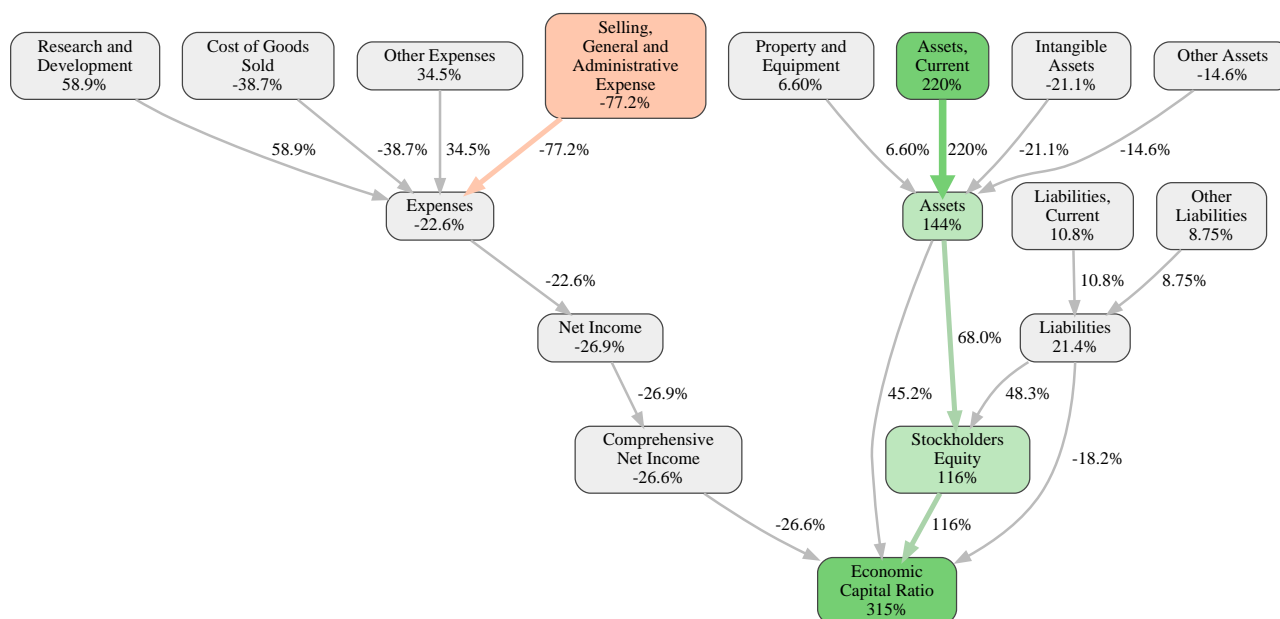 Research and
Development
58.9%
Cost of Goods
Sold
-38.7%
Other Expenses
34.5%
Selling,
General and
Administrative
Expense
-77.2%
Property and
Equipment
6.60%
Assets,
Current
220%
Intangible
Assets
-21.1%
Other Assets
-14.6%
58.9%
-38.7%
34.5%
-77.2%
6.60%
220%
-21.1%
-14.6%
Expenses
-22.6%
Assets
144%
Liabilities,
Current
10.8%
Other
Liabilities
8.75%
-22.6%
10.8%
8.75%
Net Income
-26.9%
68.0%
Liabilities
21.4%
-26.9%
45.2%
48.3%
Comprehensive
Net Income
-26.6%
Stockholders
Equity
116%
-18.2%
-26.6%
116%
Economic
Capital Ratio
315%